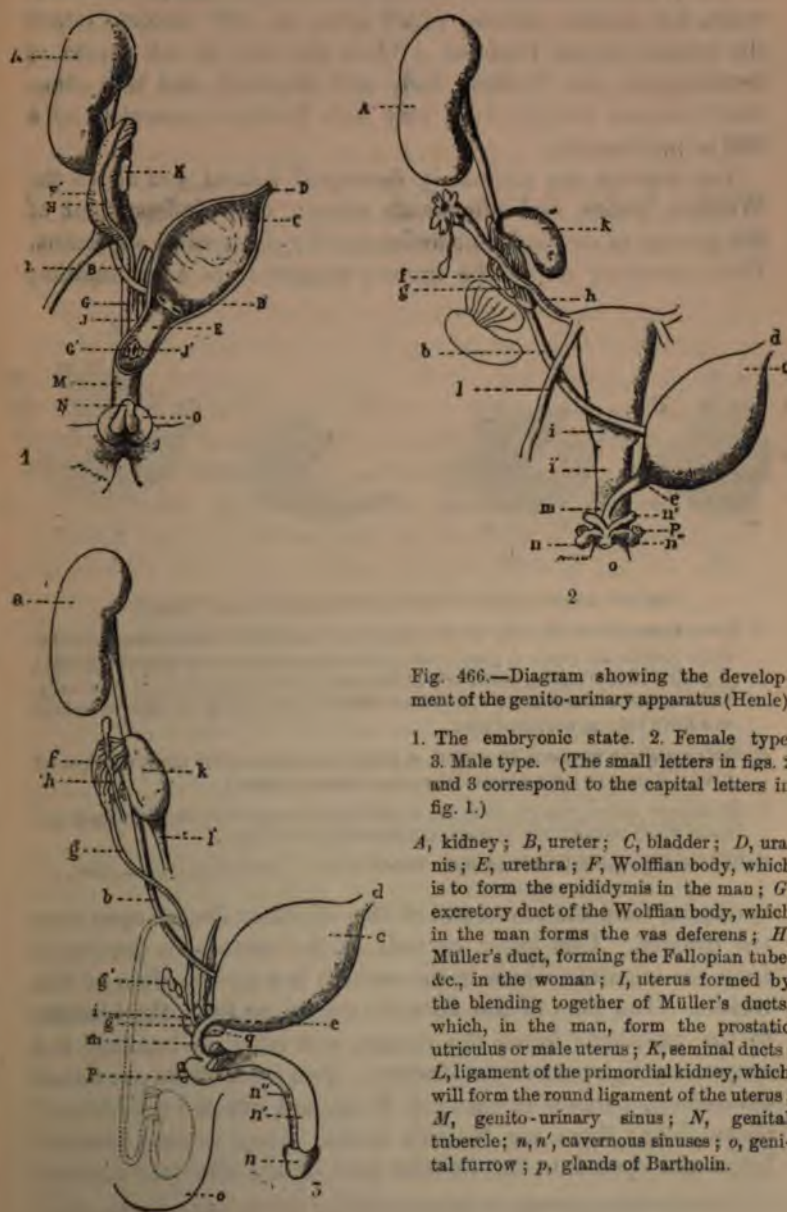 A
K
F'
H
D
C
B
B'
G
J
E
G'
J'
M
N
o
1
A
k
f
g
h
b
l
d
i
i'
e
m
n'
p
n
n''
o
2
a
f
h
k
l
g
b
d
c
g'
i
g''
e
m
q
p
n''
n'
n
3
o
Fig. 466.—Diagram showing the develop
ment of the genito-urinary apparatus (Henle)
1. The embryonic state. 2. Female type
3. Male type. (The small letters in figs. 2
and 3 correspond to the capital letters in
fig. 1.)
A, kidney; B, ureter; C, bladder; D, ura
nis; E, urethra; F, Wolffian body, which
is to form the epididymis in the man; G
excretory duct of the Wolffian body, which
in the man forms the vas deferens; H
Müller's duct, forming the Fallopian tube
&c., in the woman; I, uterus formed by
the blending together of Müller's ducts
which, in the man, form the prostatic
utriculus or male uterus; K, seminal ducts
L, ligament of the primordial kidney, which
will form the round ligament of the uterus
M, genito-urinary sinus; N, genital
tubercle; n, n', cavernous sinuses; o, geni-
tal furrow; p, glands of Bartholin.